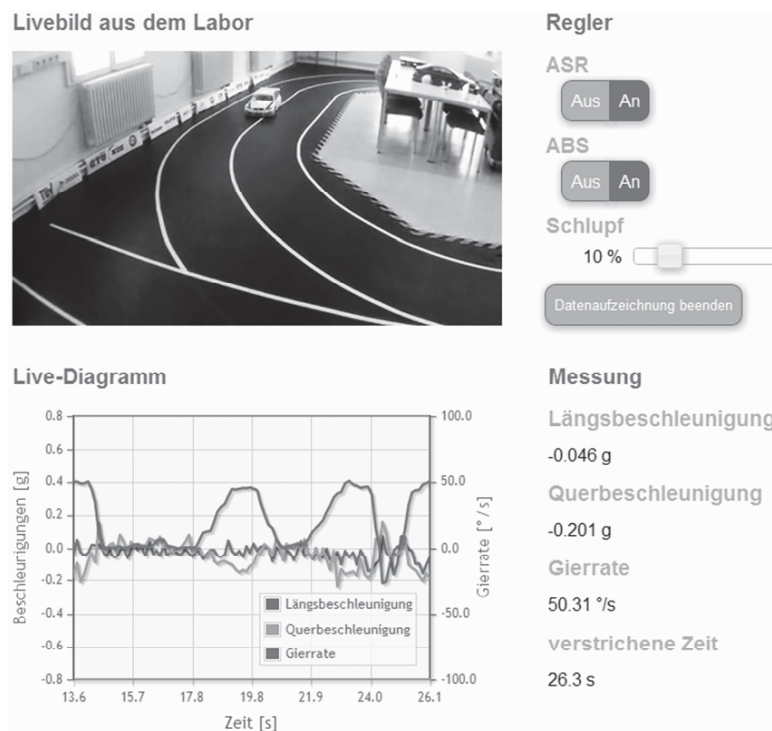 Livebild aus dem Labor
TÜV
GTÜ
KÜS
Regler
ASR
Aus An
ABS
Aus An
Schlupf
10 %
Datenaufzeichnung beenden
Live-Diagramm
0.8
0.6
0.4
0.2
0.0
-0.2
-0.4
-0.6
-0.8
Beschleurigungen [g]
100.0
50.0
0.0
-50.0
-100.0
Gierrate [°/s]
Längsbeschleunigung
Querbeschleunigung
Gierrate
13.6 15.7 17.8 19.8 21.9 24.0 26.1
Zeit [s]
Messung
Längsbeschleunigung
-0.046 g
Querbeschleunigung
-0.201 g
Gierrate
50.31 °/s
verstrichene Zeit
26.3 s